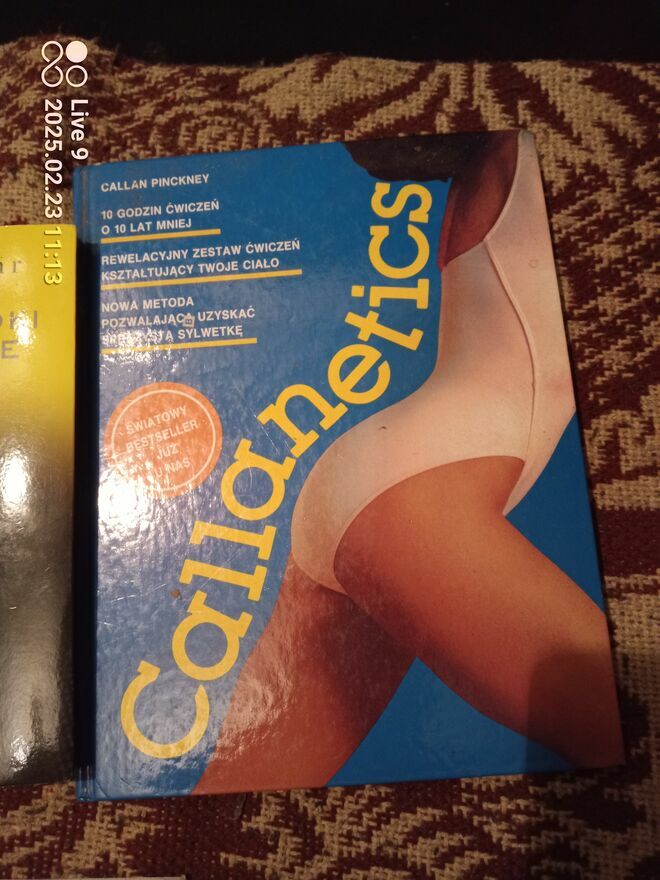 Live 9
2025.02.23 11:13
CALLAN PINCKNEY
10 GODZIN ĆWICZEŃ
O 10 LAT MNIEJ
REWELACYJNY ZESTAW ĆWICZEŃ
KSZTAŁTUJĄCY TWOJE CIAŁO
NOWA METODA
POZWALAJĄCA UZYSKAĆ
SYLWETKĘ
ŚWIATOWY
BESTSELLER
JUŻ
U NAS
Callanetics